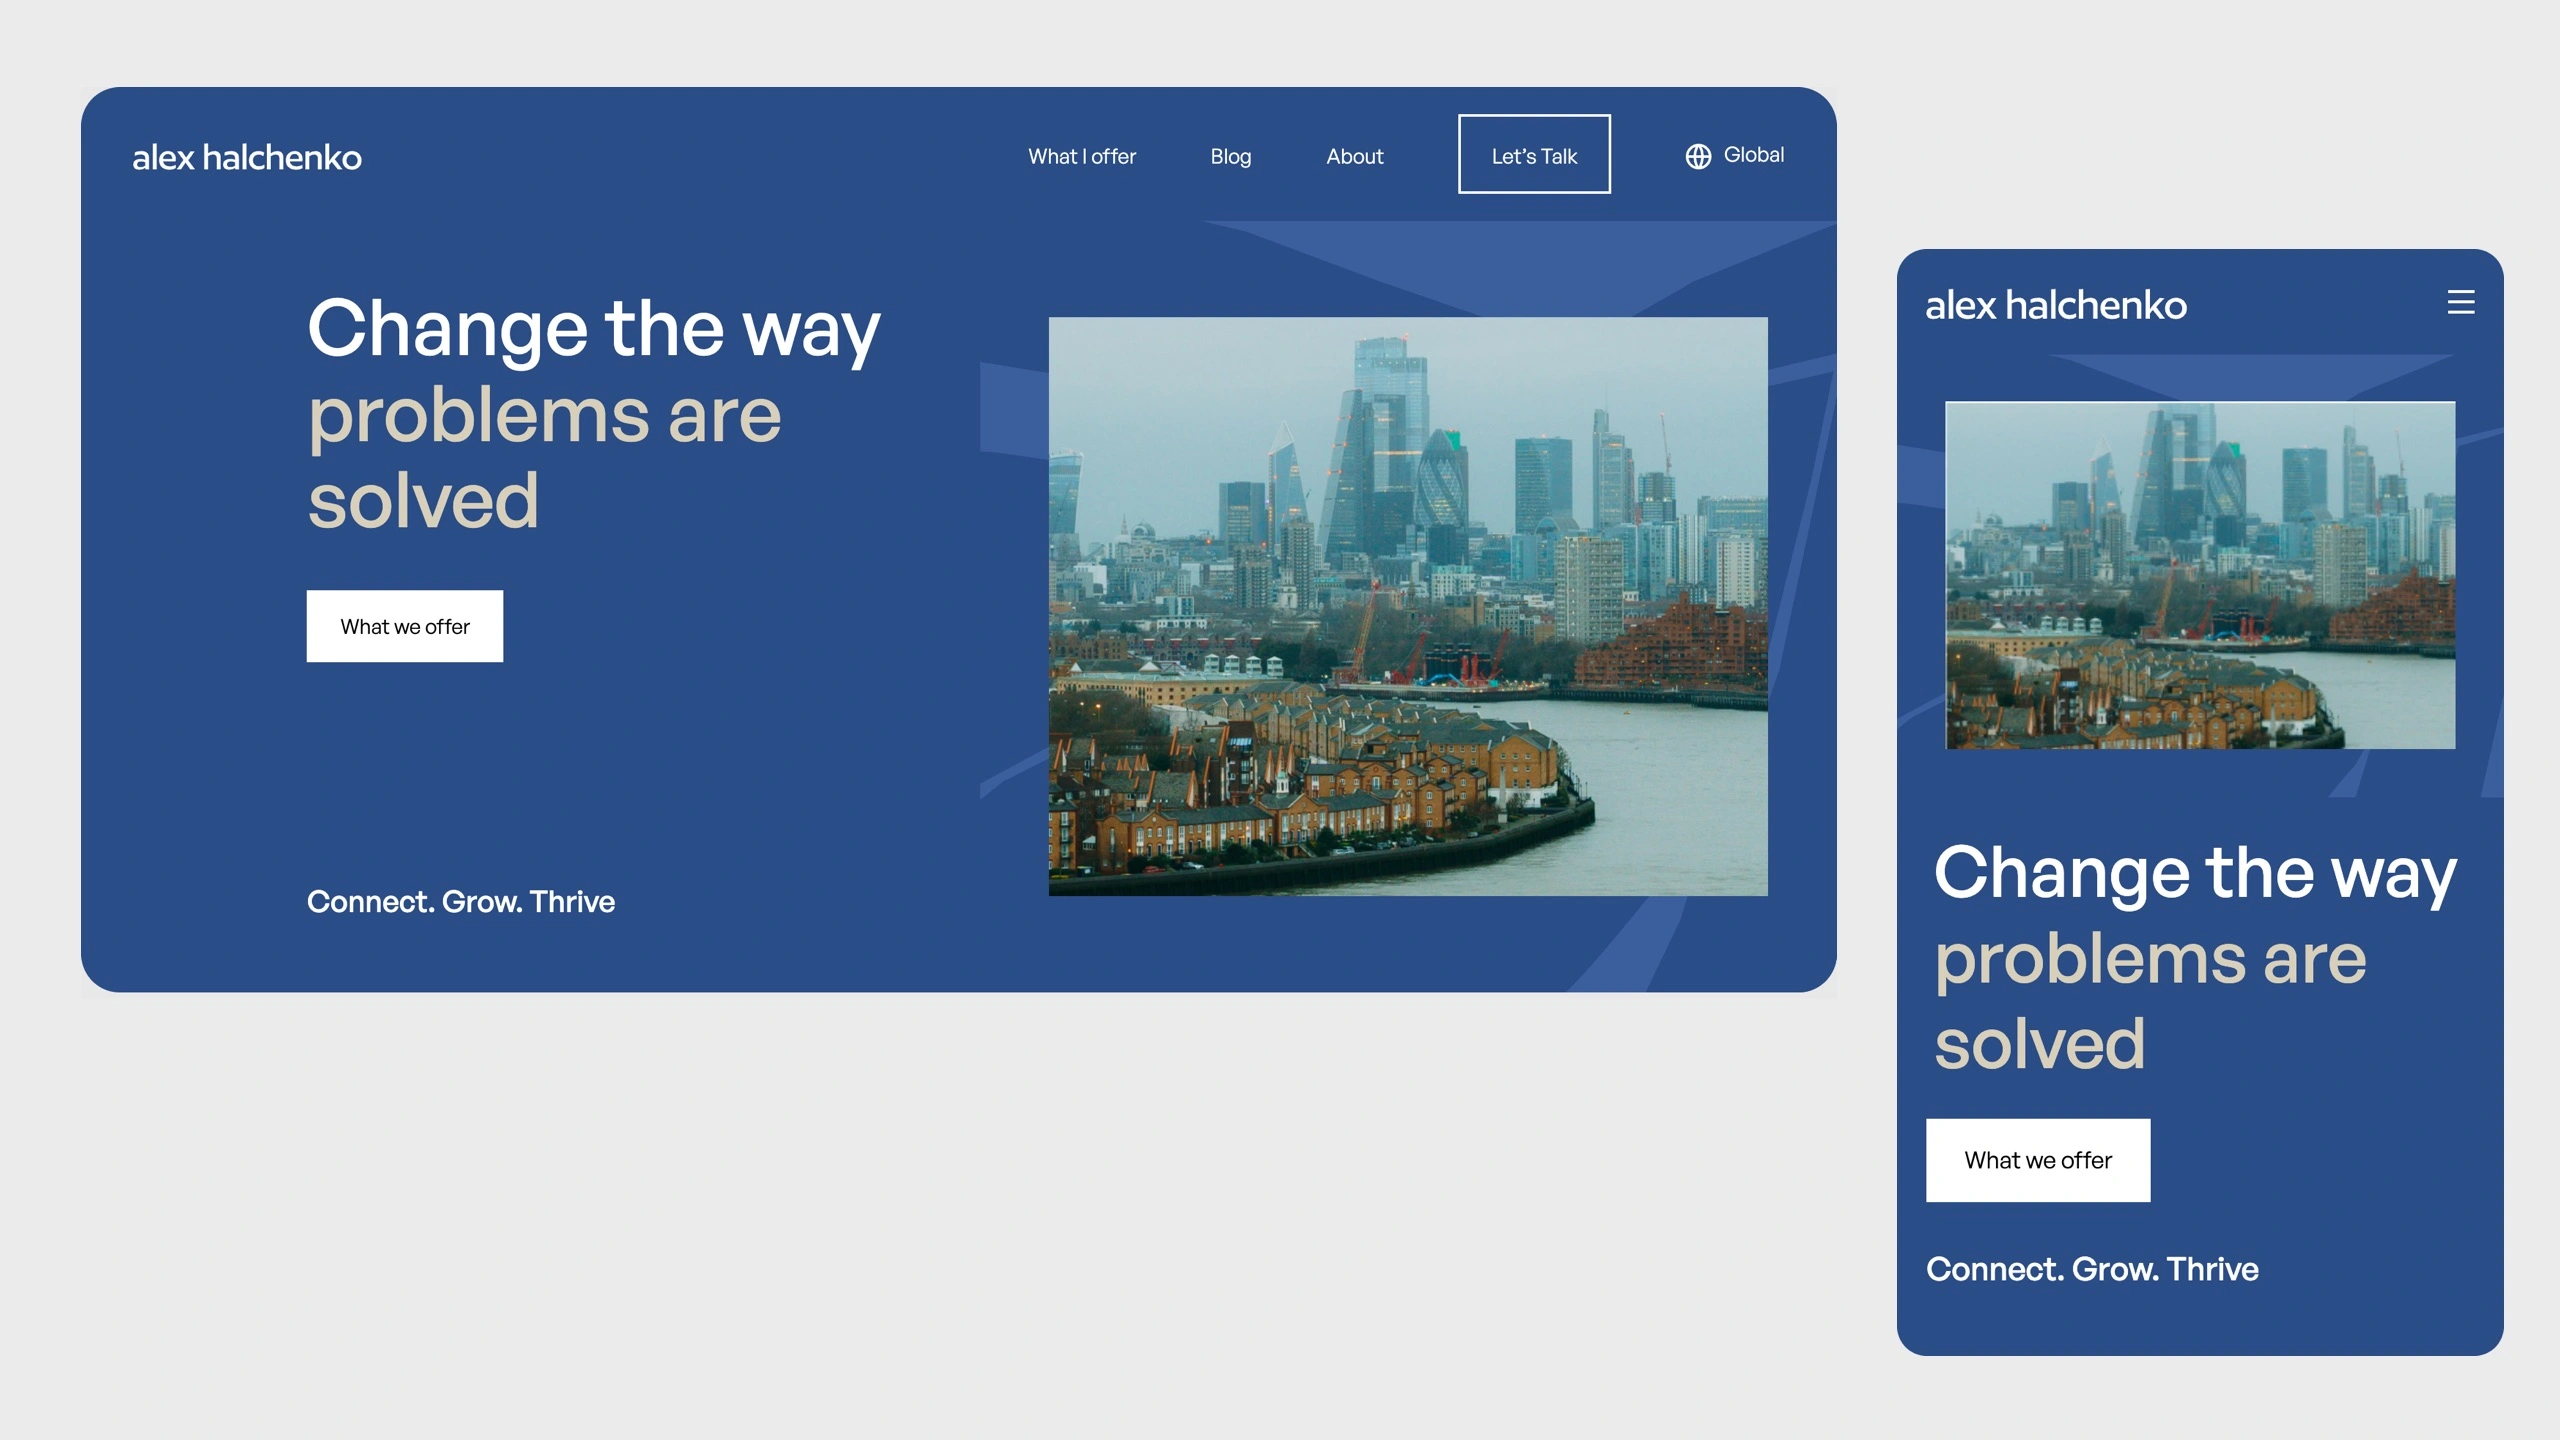 alex halchenko
What I offer
Blog
About
Let’s Talk
Global
Change the way
problems are
solved
What we offer
Connect. Grow. Thrive
alex halchenko
Change the way
problems are
solved
What we offer
Connect. Grow. Thrive